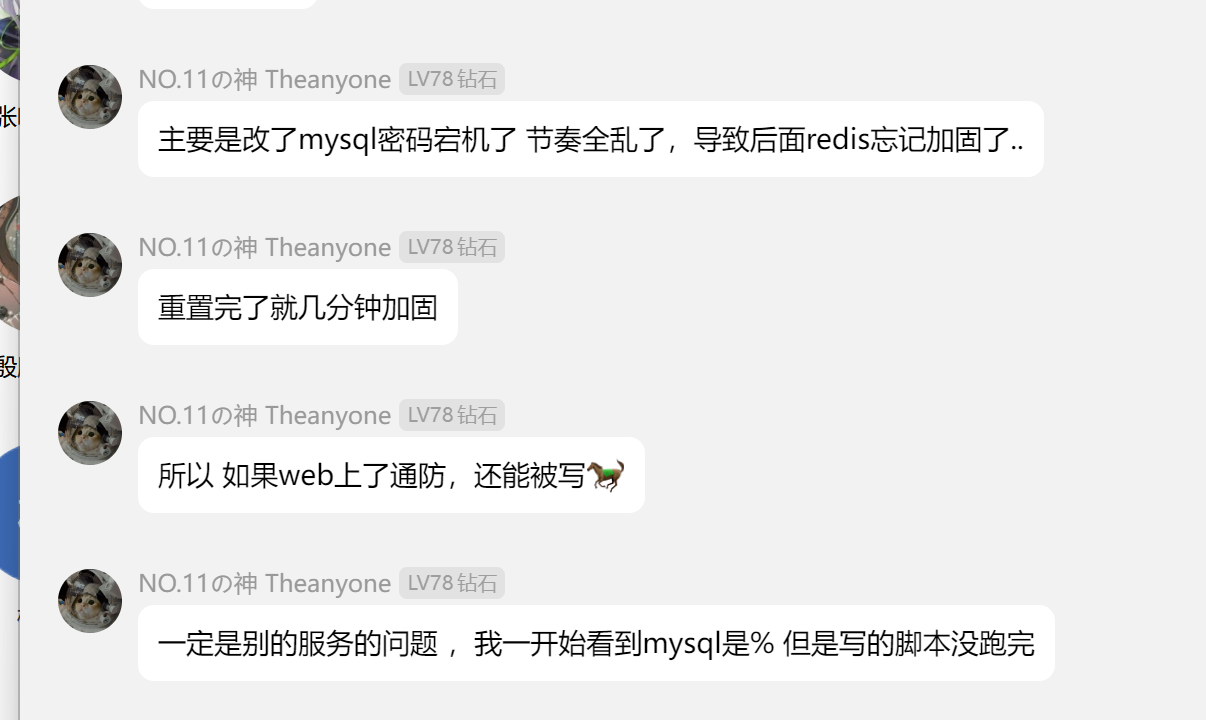 NO.11の神 Theanyone LV78 钻石
主要是改了mysql密码宕机了 节奏全乱了，导致后面redis忘记加固了..
NO.11の神 Theanyone LV78 钻石
重置完了就几分钟加固
NO.11の神 Theanyone LV78 钻石
所以 如果web上了通防，还能被写🐎
NO.11の神 Theanyone LV78 钻石
一定是别的服务的问题 ，我一开始看到mysql是% 但是写的脚本没跑完
张
殷